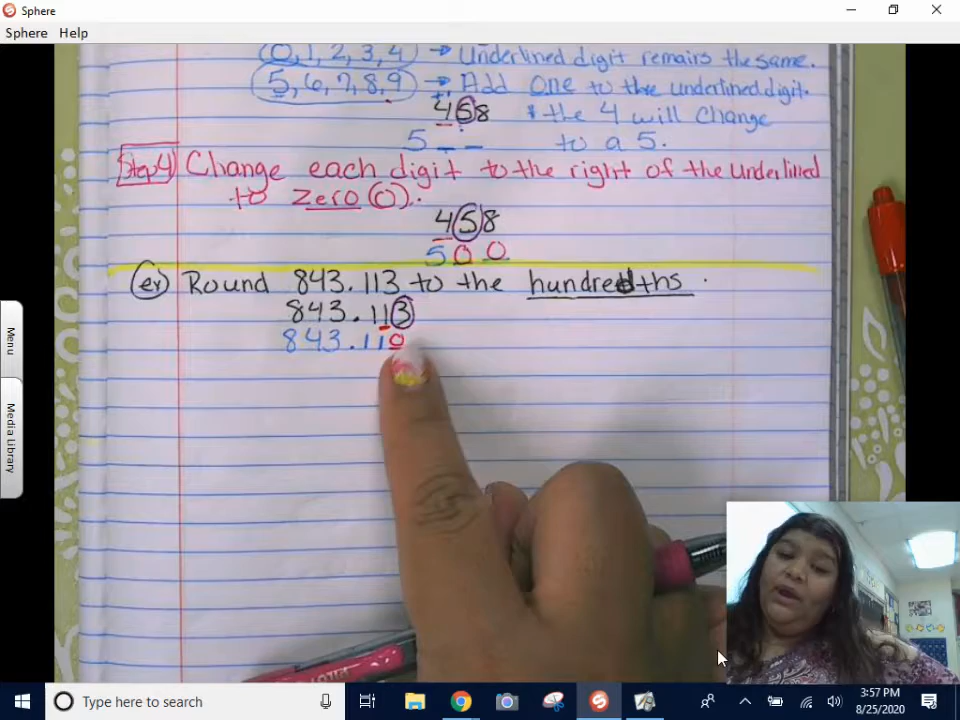 Sphere
Sphere Help
(0,1,2,3,4) → Underlined digit remains the same.
5,6,7,8,9 → Add one to the underlined digit.
458 the 4 will change
5 _ _ to a 5.
Step 4 Change each digit to the right of the underlined
to zero (0).
458
500
ex Round 843.113 to the hundredths.
843.113
843.110
Menu
Media Library
Type here to search
3:57 PM
8/25/2020